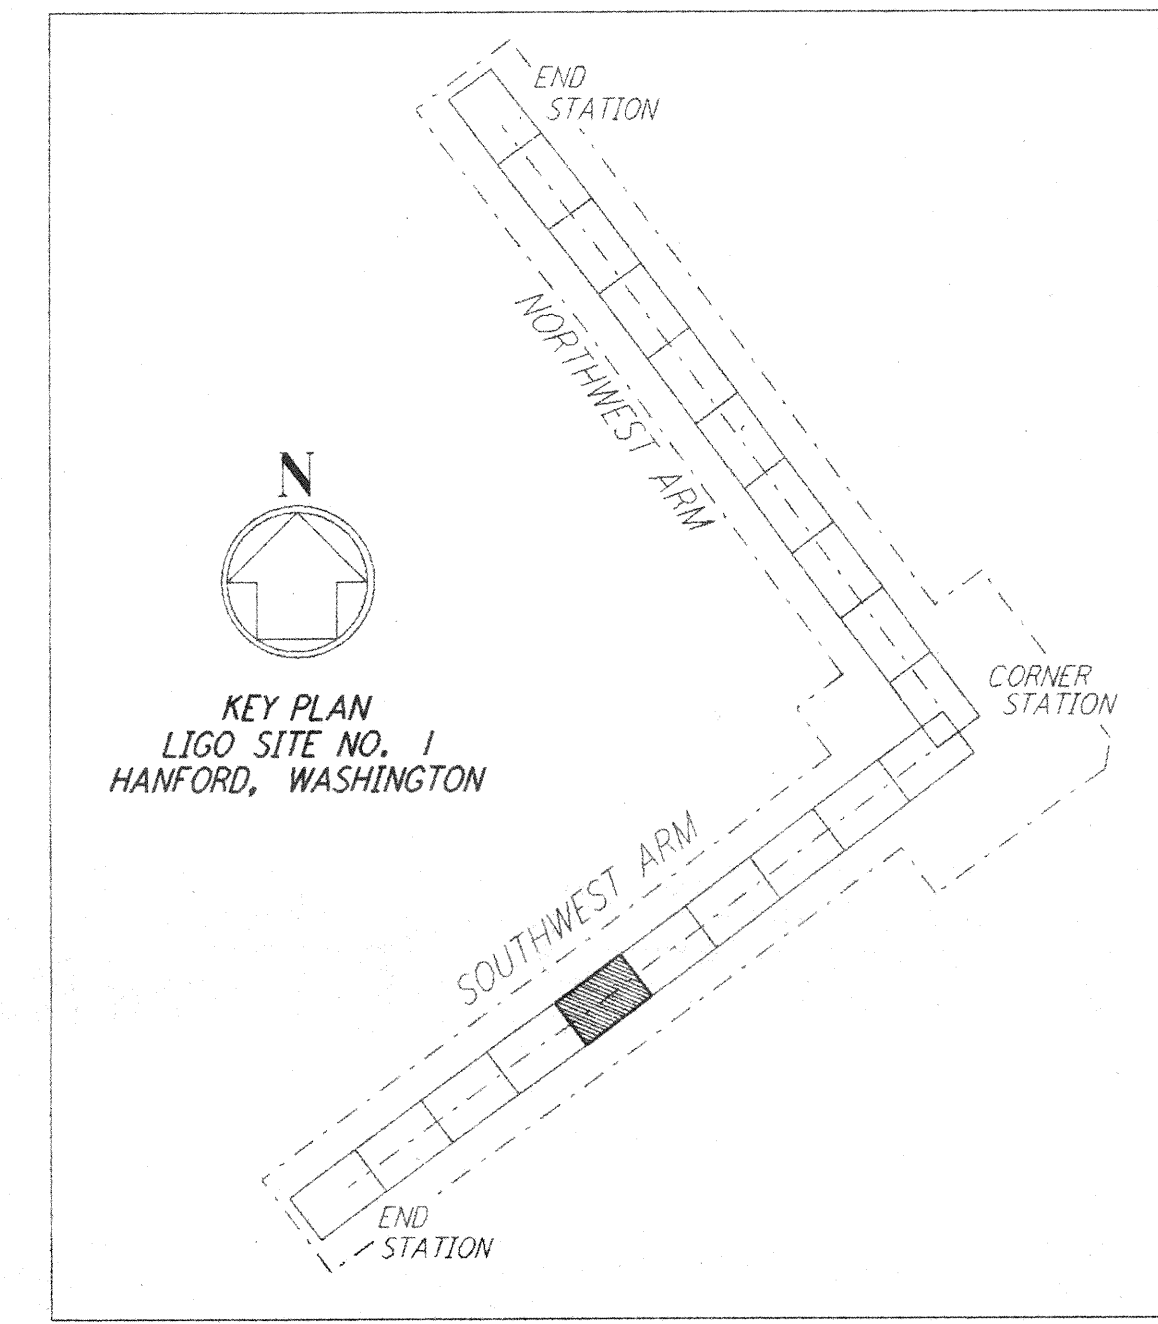 END
STATION
NORTHWEST ARM
N
CORNER
STATION
KEY PLAN
LIGO SITE NO. 1
HANFORD, WASHINGTON
SOUTHWEST ARM
END
STATION